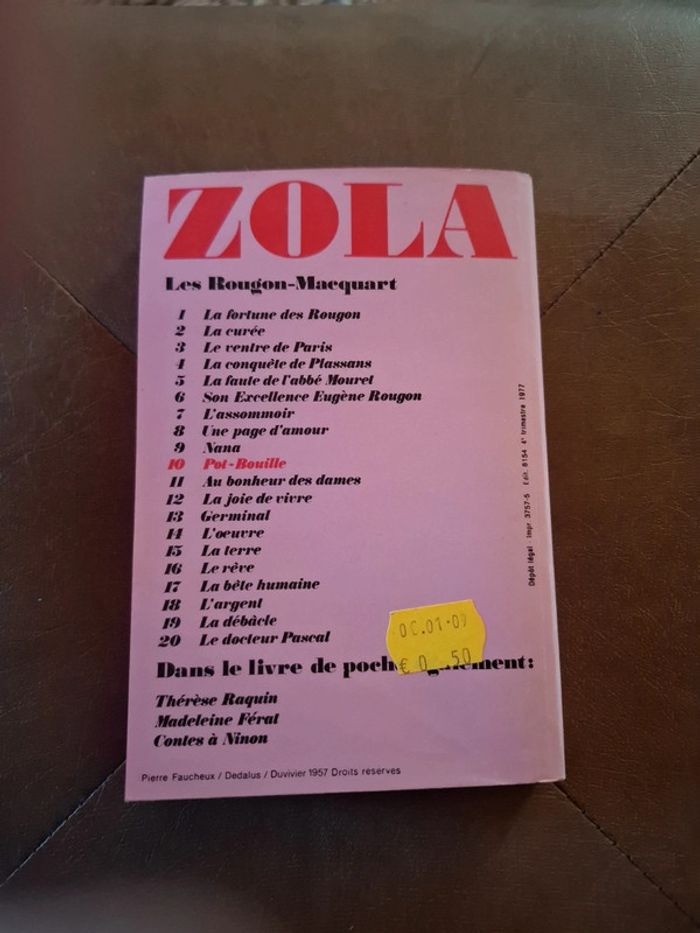 ZOLA
Les Rougon-Macquart
1 La fortune des Rougon
2 La curée
3 Le ventre de Paris
4 La conquête de Plassans
5 La faute de l'abbé Mouret
6 Son Excellence Eugène Rougon
7 L'assommoir
8 Une page d'amour
9 Nana
10 Pot-Bouille
11 Au bonheur des dames
12 La joie de vivre
13 Germinal
14 L'oeuvre
15 La terre
16 Le rêve
17 La bête humaine
18 L'argent
19 La débâcle
20 Le docteur Pascal
€ 0 50
Dans le livre de poch
Thérèse Raquin
Madeleine Férat
Contes à Ninon
Pierre Faucheux / Dedalus / Duvivier 1957 Droits réservés
Dépôt légal - Impr 3757-5 Edit. 8154 4e trimestre 1977